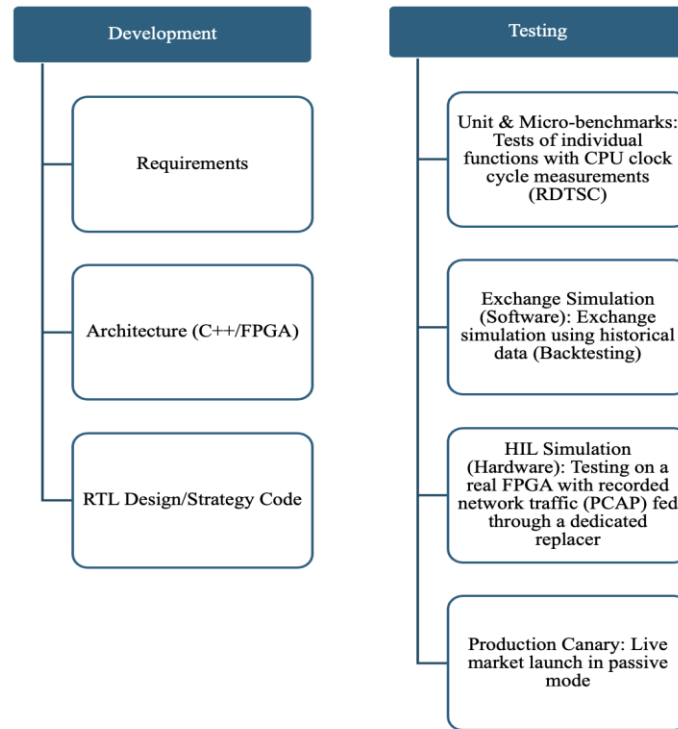 Development
Requirements
Architecture (C++/FPGA)
RTL Design/Strategy Code
Testing
Unit & Micro-benchmarks:
Tests of individual
functions with CPU clock
cycle measurements
(RDTSC)
Exchange Simulation
(Software): Exchange
simulation using historical
data (Backtesting)
HIL Simulation
(Hardware): Testing on a
real FPGA with recorded
network traffic (PCAP) fed
through a dedicated
replacer
Production Canary: Live
market launch in passive
mode